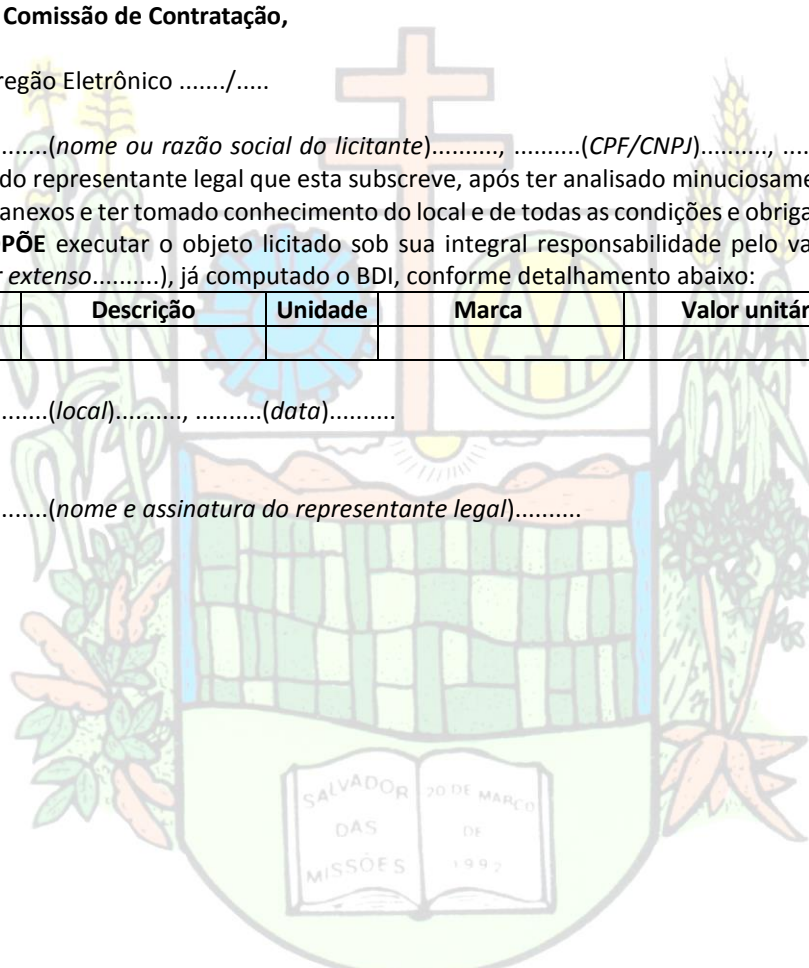 Comissão de Contratação,
regão Eletrônico ......./.....
........(nome ou razão social do licitante).........., ..........(CPF/CNPJ).........., ...
do representante legal que esta subscreve, após ter analisado minuciosame
anexos e ter tomado conhecimento do local e de todas as condições e obriga
PÕE executar o objeto licitado sob sua integral responsabilidade pelo va
r extenso..........), já computado o BDI, conforme detalhamento abaixo:
Descrição Unidade Marca Valor unitár
........(local).........., ..........(data)..........
........(nome e assinatura do representante legal)..........
SALVADOR DAS MISSÕES
20 DE MARÇO DE 1992